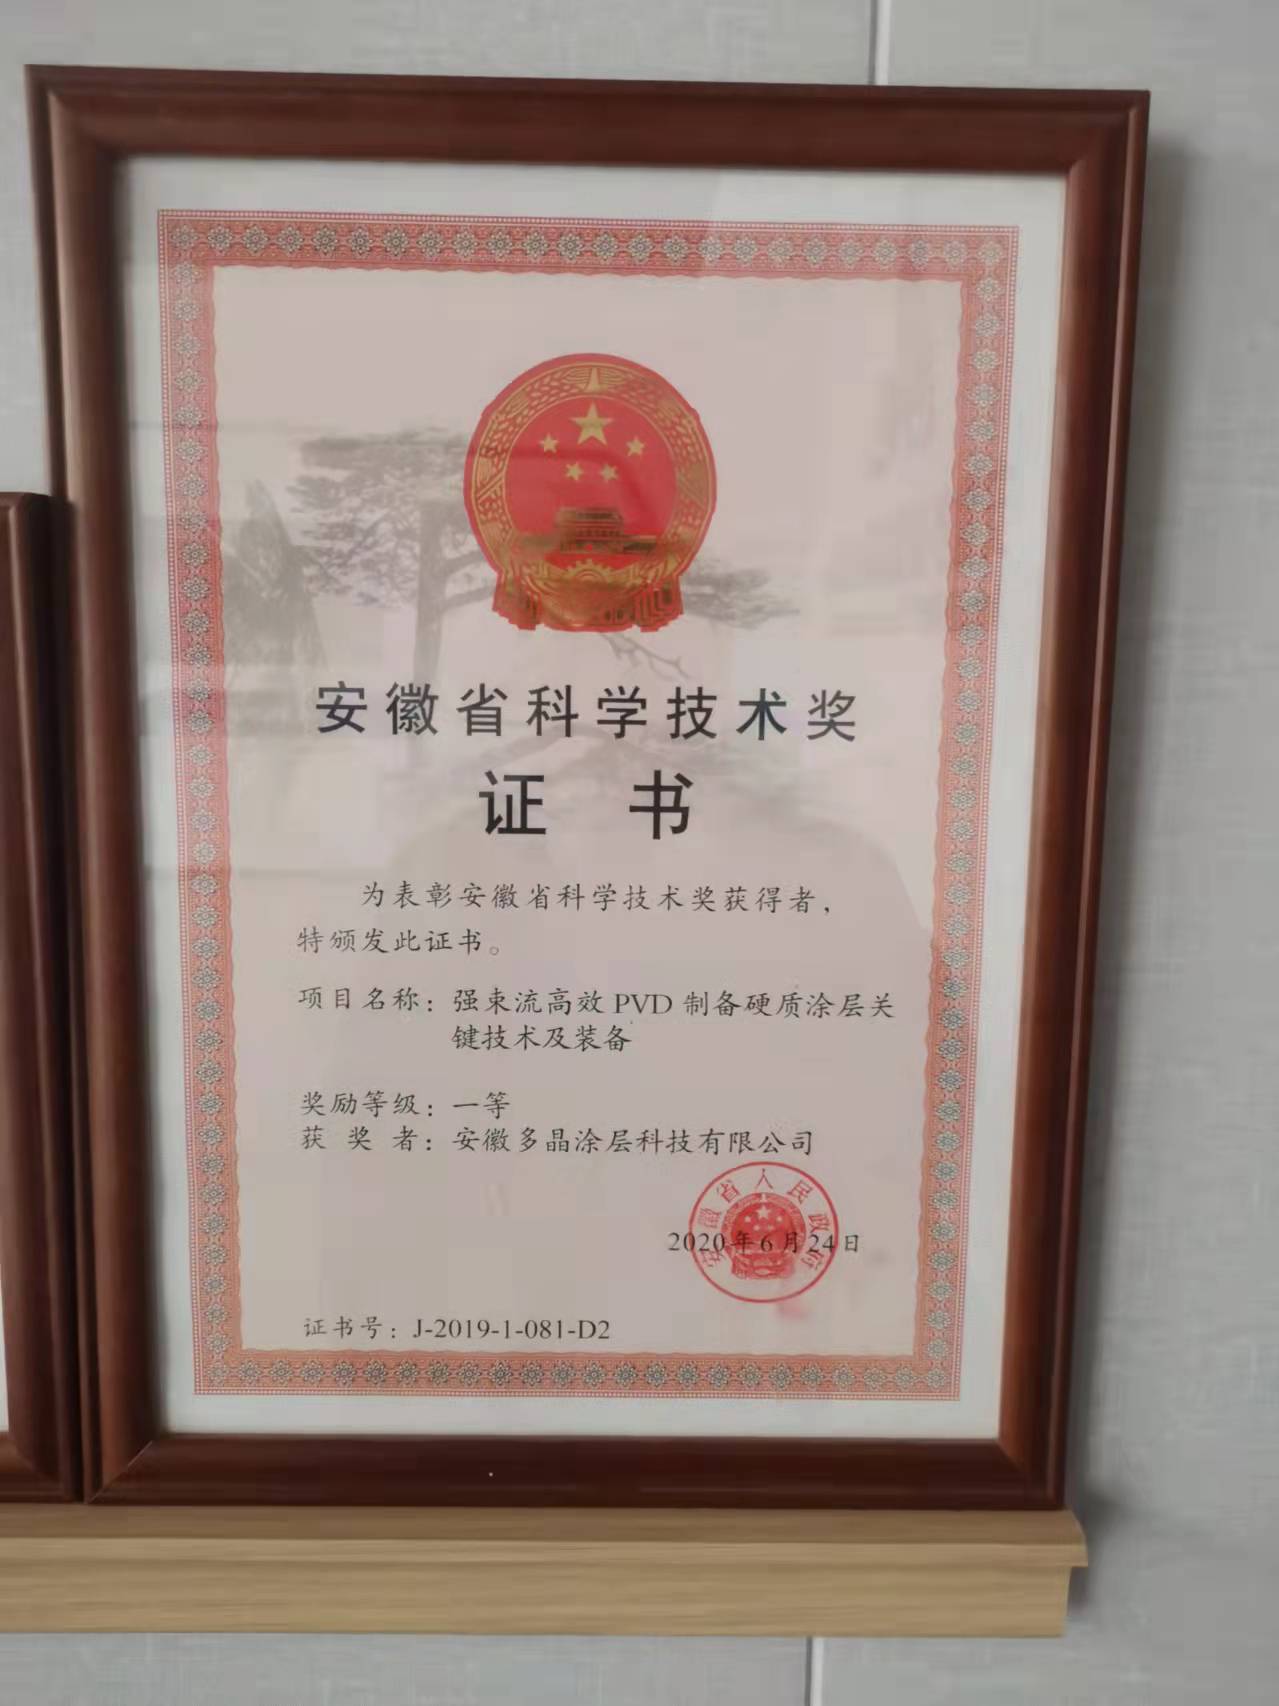 安徽省科学技术奖
证 书
为表彰安徽省科学技术奖获得者，
特颁发此证书。
项目名称：强束流高效 PVD 制备硬质涂层关
键技术及装备
奖励等级：一等
获 奖 者：安徽多晶涂层科技有限公司
安徽省人民政府
2020年6月24日
证书号：J-2019-1-081-D2